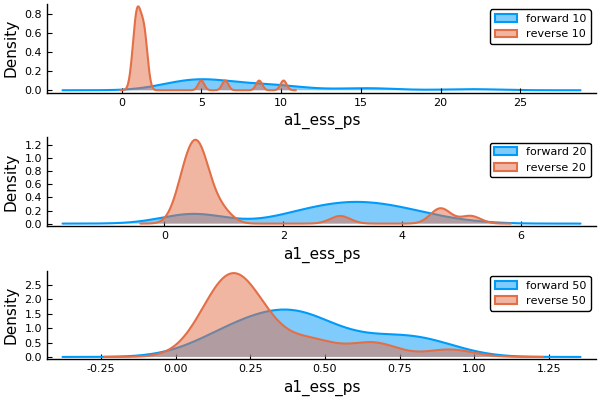 0.8
0.6
0.4
0.2
0.0
Density
forward 10
reverse 10
0 5 10 15 20 25
a1_ess_ps
1.2
1.0
0.8
0.6
0.4
0.2
0.0
Density
forward 20
reverse 20
0 2 4 6
a1_ess_ps
2.5
2.0
1.5
1.0
0.5
0.0
Density
forward 50
reverse 50
-0.25 0.00 0.25 0.50 0.75 1.00 1.25
a1_ess_ps